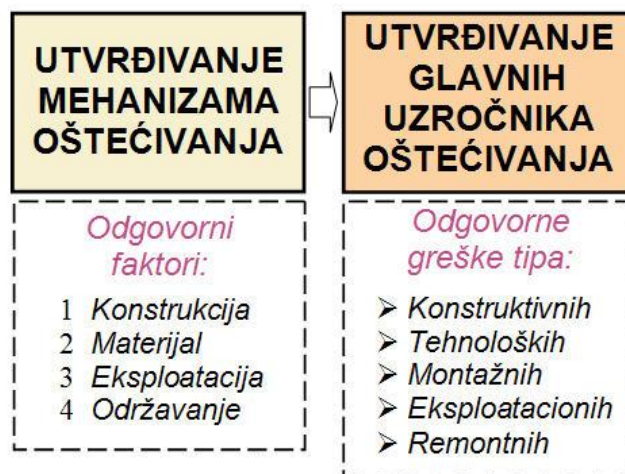 UTVRĐIVANJE
MEHANIZAMA
OŠTEĆIVANJA
UTVRĐIVANJE
GLAVNIH
UZROČNIKA
OŠTEĆIVANJA
Odgovorni
faktori:
1 Konstrukcija
2 Materijal
3 Eksploatacija
4 Održavanje
Odgovorne
greške tipa:
➢ Konstruktivnih
➢ Tehnoloških
➢ Montažnih
➢ Eksploatacionih
➢ Remontnih